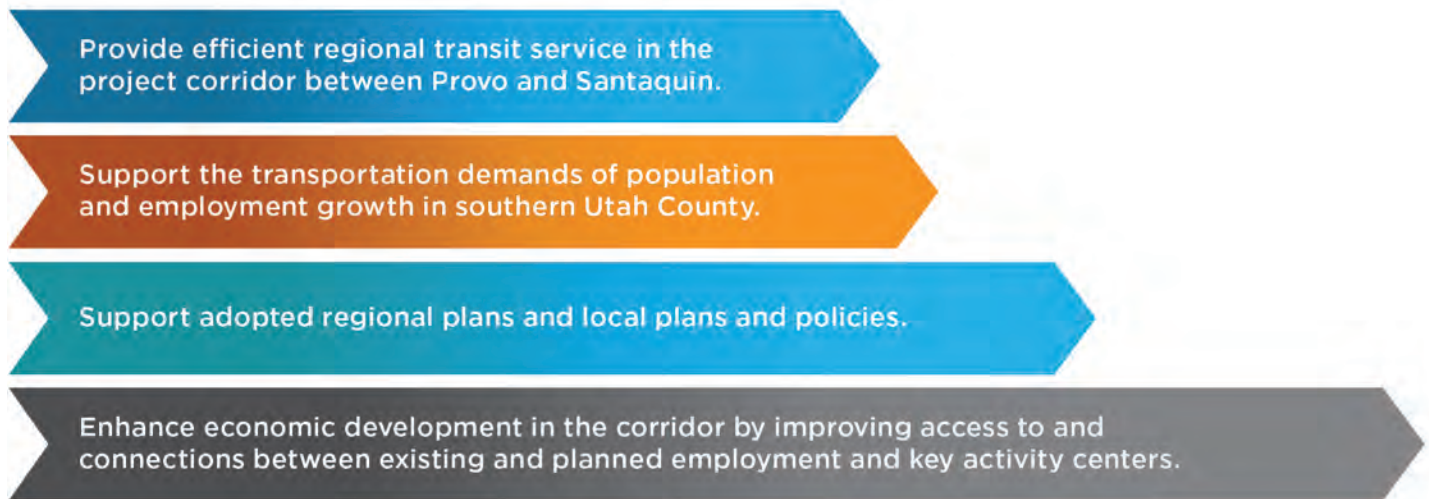 Provide efficient regional transit service in the
project corridor between Provo and Santaquin.
Support the transportation demands of population
and employment growth in southern Utah County.
Support adopted regional plans and local plans and policies.
Enhance economic development in the corridor by improving access to and
connections between existing and planned employment and key activity centers.